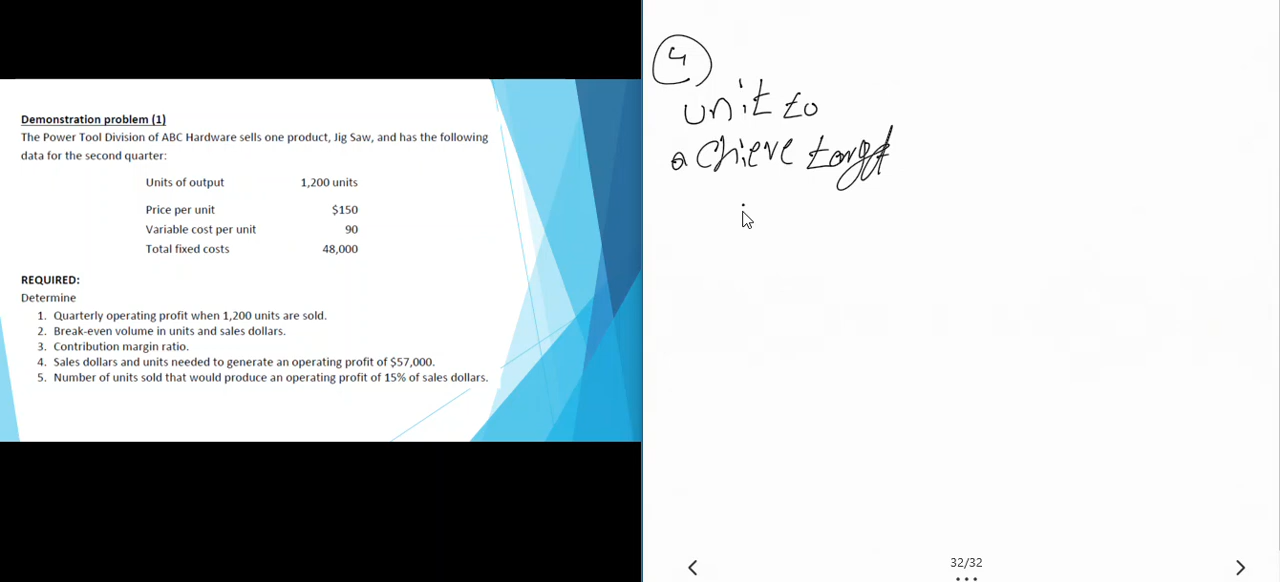 Demonstration problem (1)
The Power Tool Division of ABC Hardware sells one product, Jig Saw, and has the following
data for the second quarter:
Units of output 1,200 units
Price per unit $150
Variable cost per unit 90
Total fixed costs 48,000
REQUIRED:
Determine
1. Quarterly operating profit when 1,200 units are sold.
2. Break-even volume in units and sales dollars.
3. Contribution margin ratio.
4. Sales dollars and units needed to generate an operating profit of $57,000.
5. Number of units sold that would produce an operating profit of 15% of sales dollars.
4
unit to
achieve target
32/32